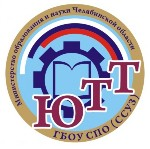 Министерство образования и науки Челябинской области
ЮТТ
ГБОУ СПО (ССУЗ)